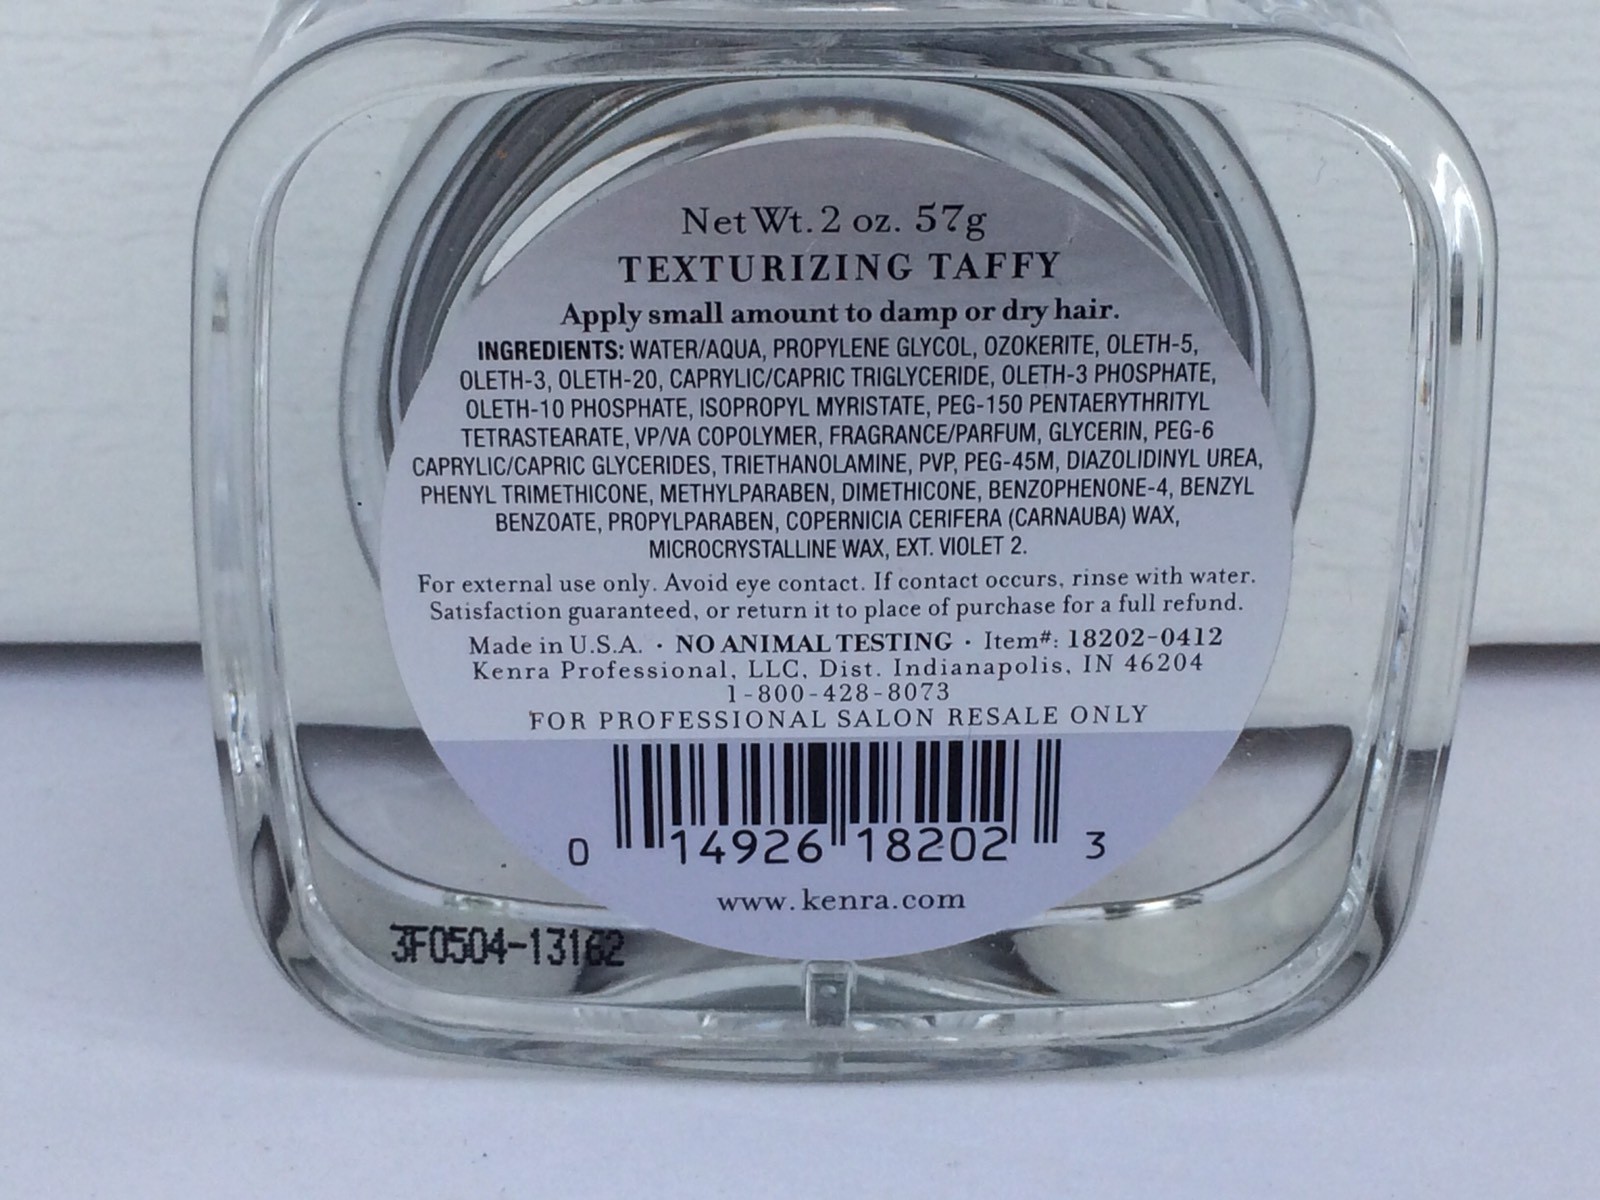 Net Wt. 2 oz. 57g
TEXTURIZING TAFFY
Apply small amount to damp or dry hair.
INGREDIENTS: WATER/AQUA, PROPYLENE GLYCOL, OZOKERITE, OLETH-5,
OLETH-3, OLETH-20, CAPRYLIC/CAPRIC TRIGLYCERIDE, OLETH-3 PHOSPHATE,
OLETH-10 PHOSPHATE, ISOPROPYL MYRISTATE, PEG-150 PENTAERYTHRITYL
TETRASTEARATE, VP/VA COPOLYMER, FRAGRANCE/PARFUM, GLYCERIN, PEG-6
CAPRYLIC/CAPRIC GLYCERIDES, TRIETHANOLAMINE, PVP, PEG-45M, DIAZOLIDINYL UREA,
PHENYL TRIMETHICONE, METHYLPARABEN, DIMETHICONE, BENZOPHENONE-4, BENZYL
BENZOATE, PROPYLPARABEN, COPERNICIA CERIFERA (CARNAUBA) WAX,
MICROCRYSTALLINE WAX, EXT. VIOLET 2.
For external use only. Avoid eye contact. If contact occurs, rinse with water.
Satisfaction guaranteed, or return it to place of purchase for a full refund.
Made in U.S.A. · NO ANIMAL TESTING · Item#: 18202-0412
Kenra Professional, LLC, Dist. Indianapolis, IN 46204
1-800-428-8073
FOR PROFESSIONAL SALON RESALE ONLY
0 14926 18202 3
www.kenra.com
3F0504-13162